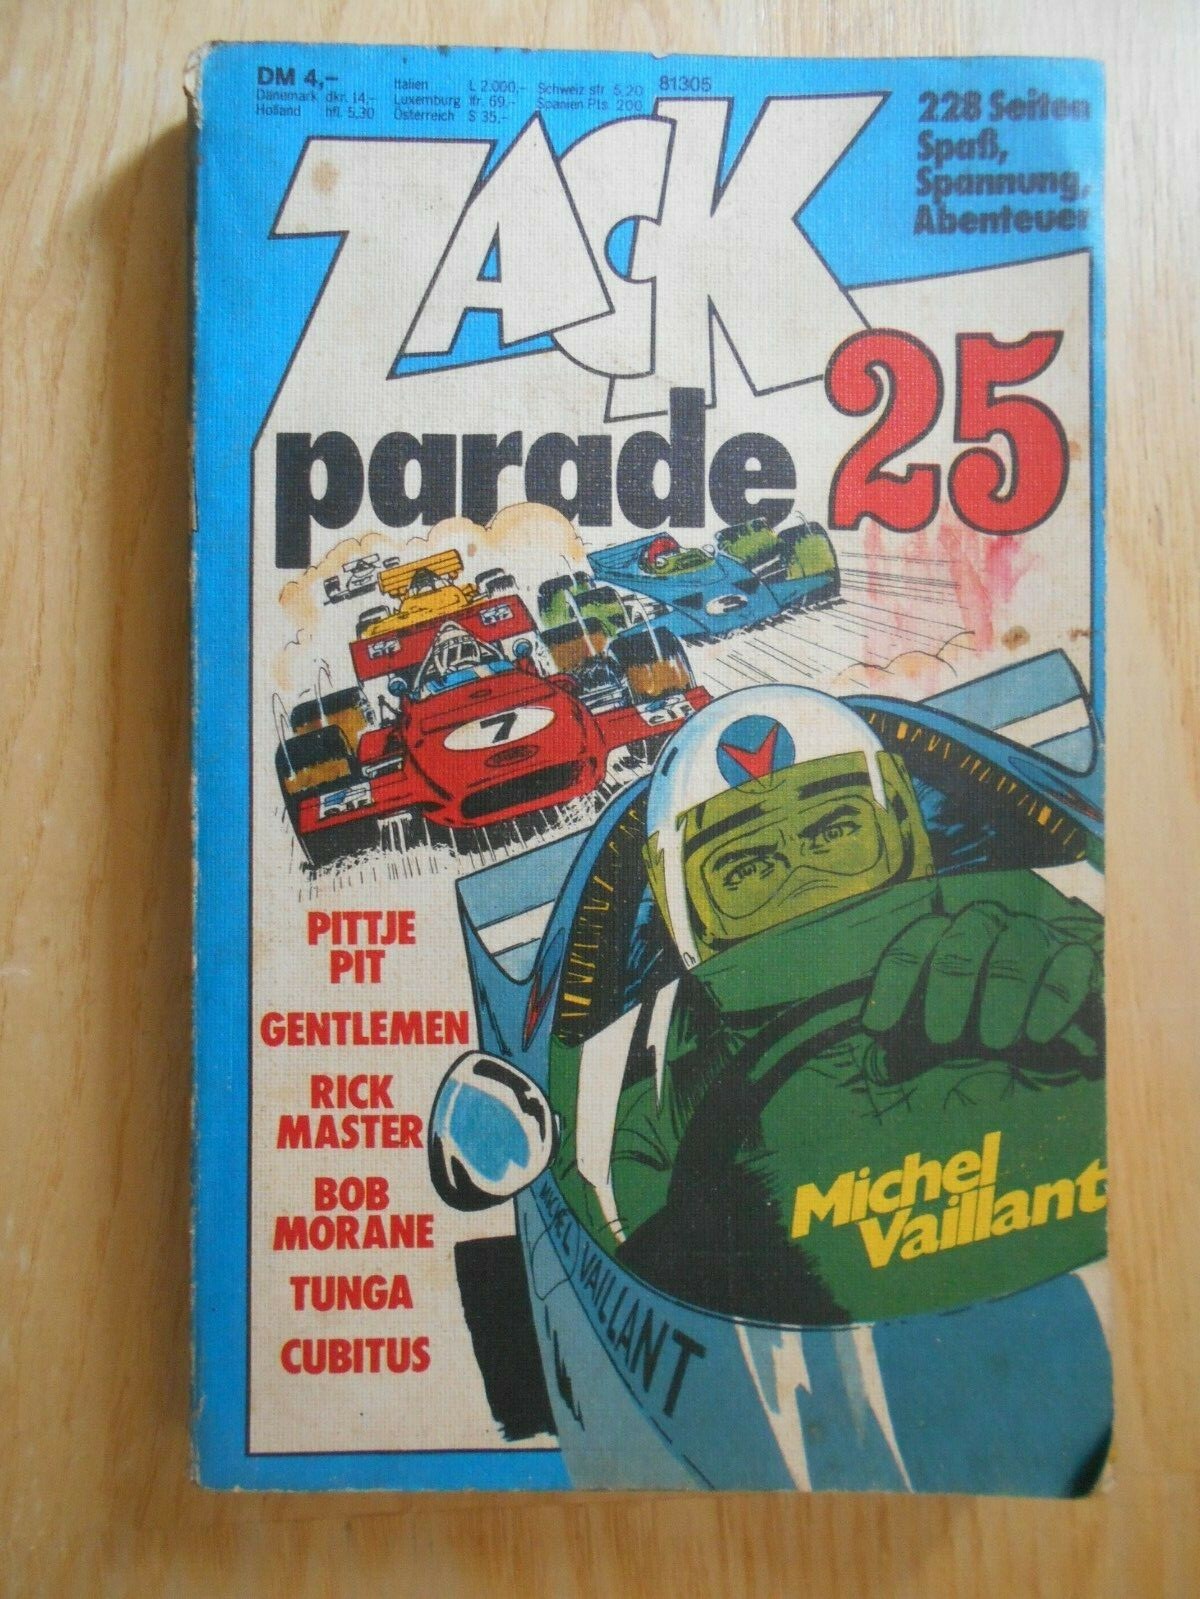 DM 4,–
Dänemark dkr. 14,–
Holland hfl. 5,30
Italien L 2.000,–
Luxemburg lfr. 69,–
Österreich S 35,–
Schweiz sfr 5,20
Spanien Pts. 200
81305
228 Seiten
Spaß,
Spannung,
Abenteuer
ZACK
parade 25
7
PITTJE
PIT
GENTLEMEN
RICK
MASTER
BOB
MORANE
TUNGA
CUBITUS
Michel
Vaillant
MICHEL VAILLANT